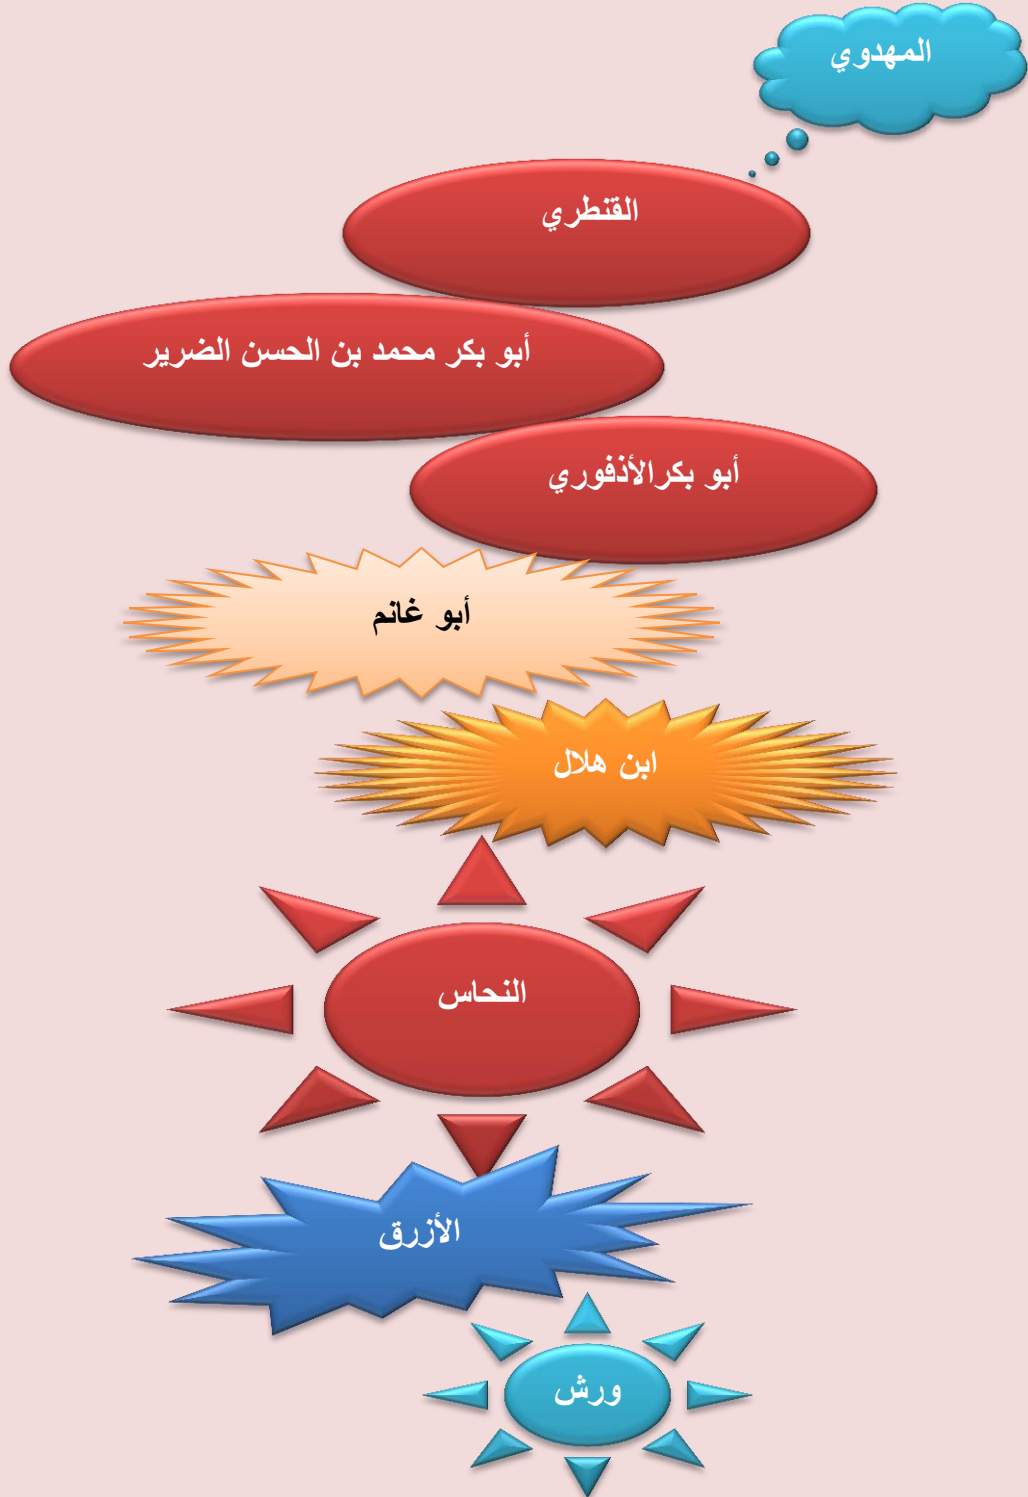 المهدوي
القنطري
أبو بكر محمد بن الحسن الضرير
أبو بكرالأذفوري
أبو غانم
ابن هلال
النحاس
الأزرق
ورش